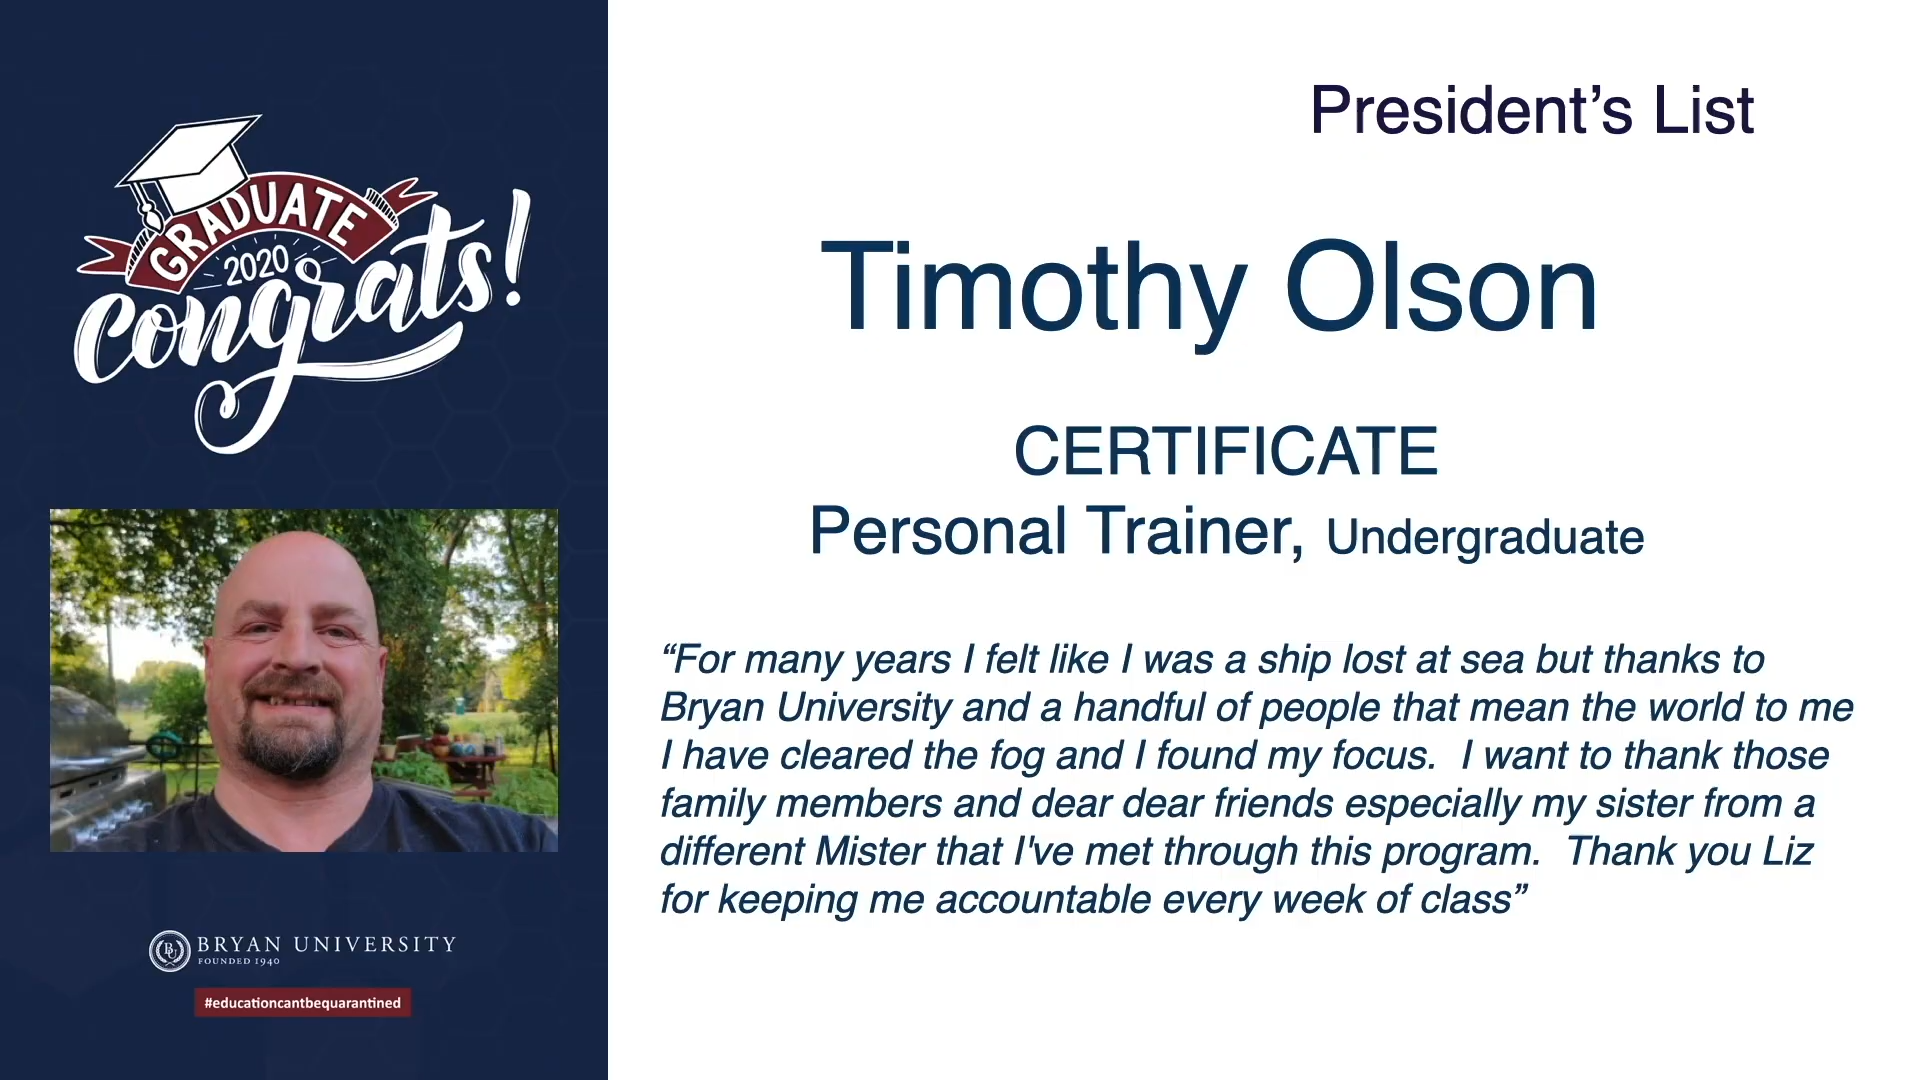 GRADUATE
2020
congrats!
BU
BRYAN UNIVERSITY
FOUNDED 1940
#educationcantbequarantined
President’s List
Timothy Olson
CERTIFICATE
Personal Trainer, Undergraduate
“For many years I felt like I was a ship lost at sea but thanks to
Bryan University and a handful of people that mean the world to me
I have cleared the fog and I found my focus.  I want to thank those
family members and dear dear friends especially my sister from a
different Mister that I've met through this program.  Thank you Liz
for keeping me accountable every week of class”